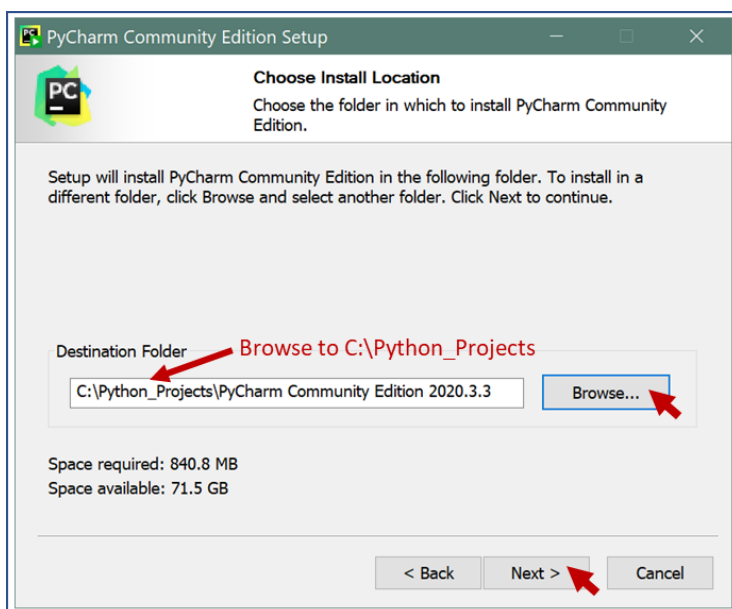 PyCharm Community Edition Setup
PC
Choose Install Location
Choose the folder in which to install PyCharm Community
Edition.
Setup will install PyCharm Community Edition in the following folder. To install in a
different folder, click Browse and select another folder. Click Next to continue.
Destination Folder
Browse to C:\Python_Projects
C:\Python_Projects\PyCharm Community Edition 2020.3.3
Browse...
Space required: 840.8 MB
Space available: 71.5 GB
< Back
Next >
Cancel